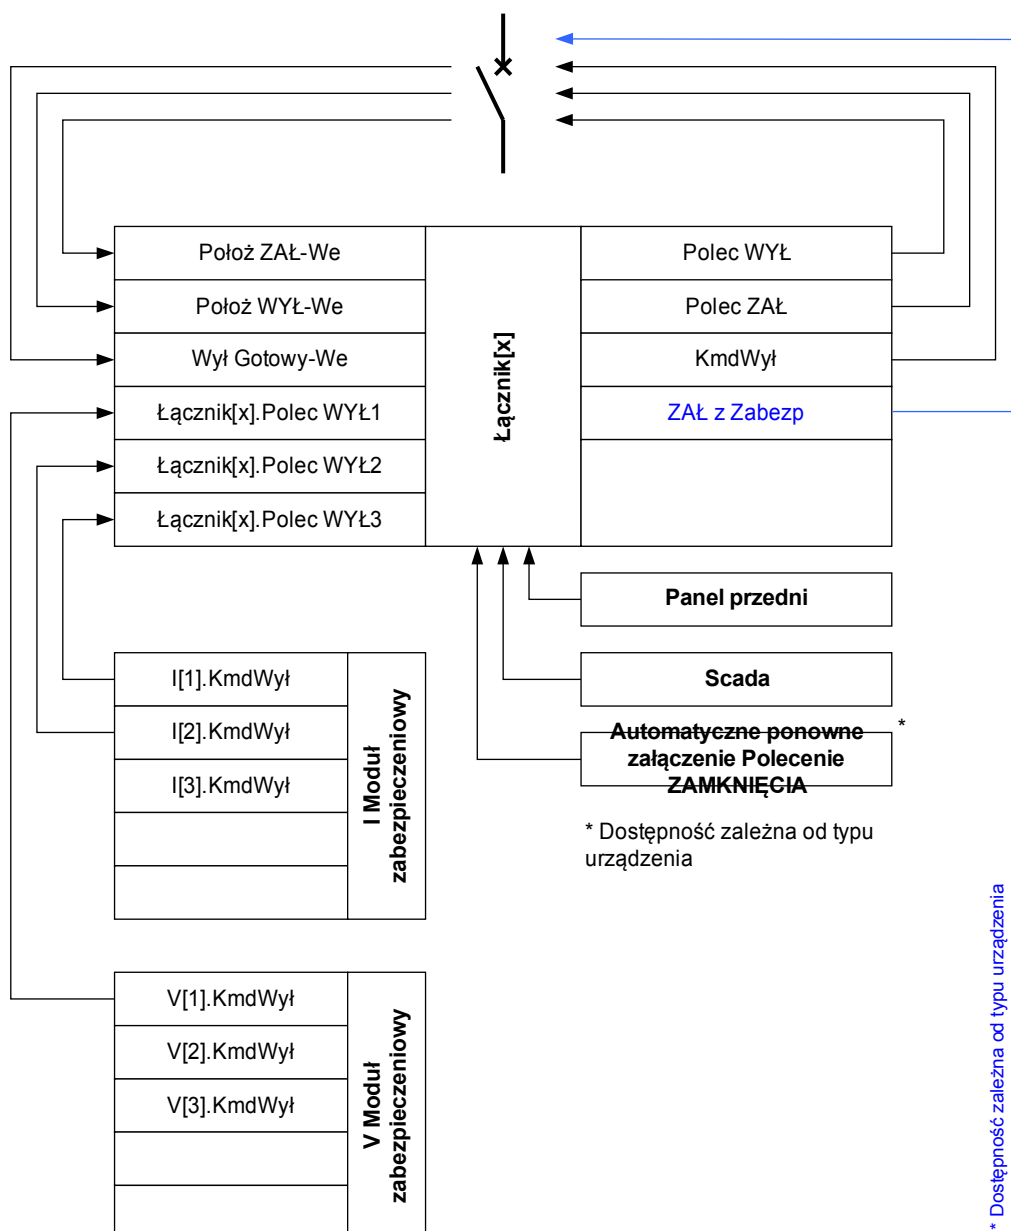 Położ ZAŁ-We
Polec WYŁ
Położ WYŁ-We
Polec ZAŁ
Wył Gotowy-We
KmdWył
Łącznik[x].Polec WYŁ1
ZAŁ z Zabezp
Łącznik[x].Polec WYŁ2
Łącznik[x].Polec WYŁ3
Łącznik[x]
Panel przedni
Scada
Automatyczne ponowne
załączenie Polecenie
ZAMKNIĘCIA
*
* Dostępność zależna od typu
urządzenia
I[1].KmdWył
I[2].KmdWył
I[3].KmdWył
I Moduł
zabezpieczeniowy
V[1].KmdWył
V[2].KmdWył
V[3].KmdWył
V Moduł
zabezpieczeniowy
* Dostępność zależna od typu urządzenia